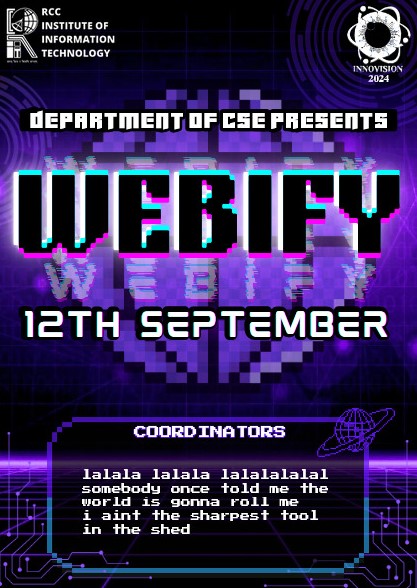 RCC
INSTITUTE OF
INFORMATION
TECHNOLOGY
INNOVISION
2024
DEPARTMENT OF CSE PRESENTS
WEBIFY
WEBIFY
12TH SEPTEMBER
COORDINATORS
lalala lalala lalalalalal
somebody once told me the
world is gonna roll me
i aint the sharpest tool
in the shed